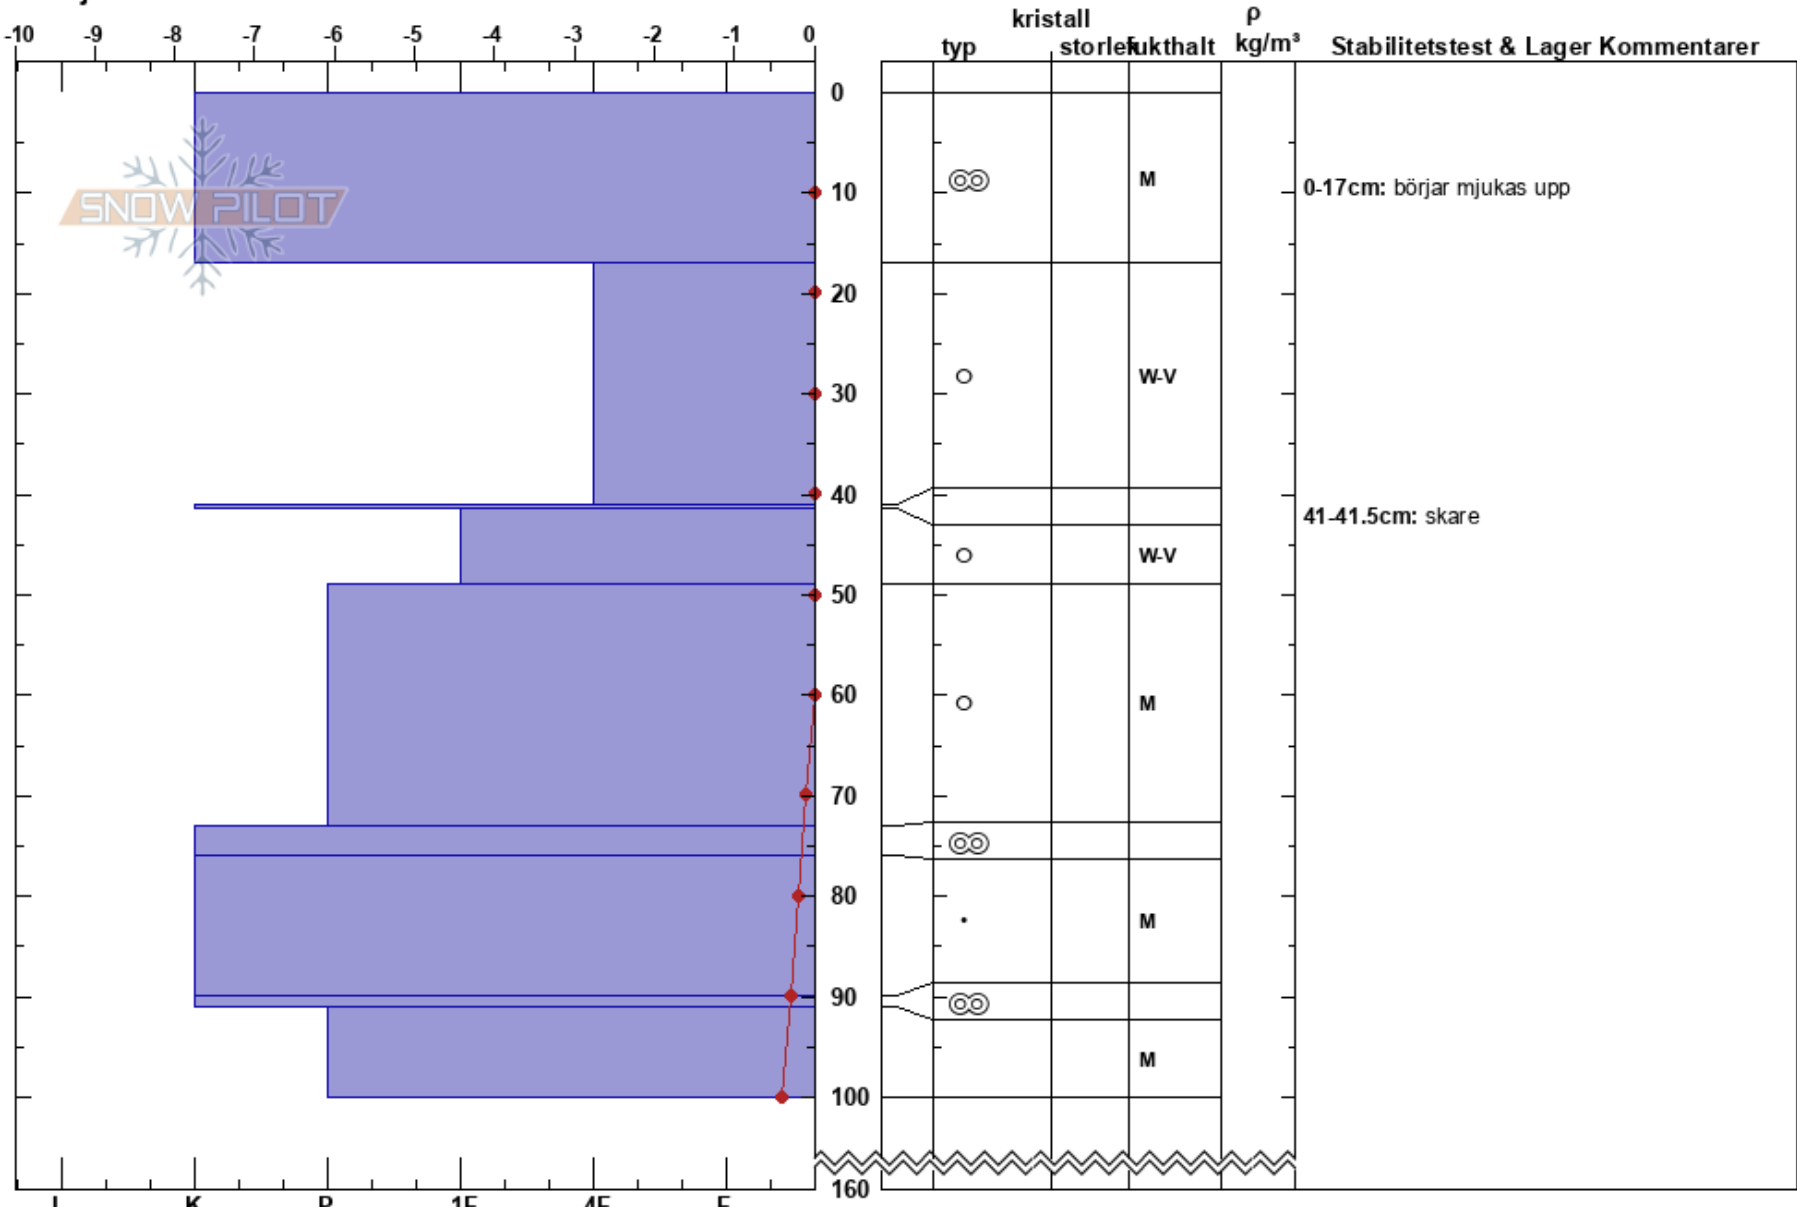 kristall
ρ
-10 -9 -8 -7 -6 -5 -4 -3 -2 -1 0
typ storlek fukthalt kg/m³ Stabilitetstest & Lager Kommentarer
0
M
SNOW PILOT
10
0-17cm: börjar mjukas upp
20
30
W-V
40
41-41.5cm: skare
W-V
50
60
M
70
80
M
90
M
100
160
K P 1F 4F F